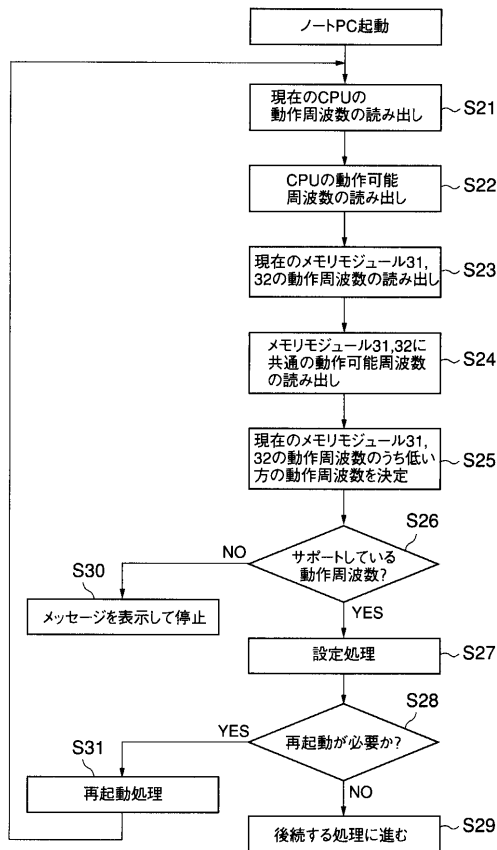 ノートPC起動
現在のCPUの
動作周波数の読み出し
S21
CPUの動作可能
周波数の読み出し
S22
現在のメモリモジュール31,
32の動作周波数の読み出し
S23
メモリモジュール31,32に
共通の動作可能周波数
の読み出し
S24
現在のメモリモジュール31,
32の動作周波数のうち低い
方の動作周波数を決定
S25
S26
サポートしている
動作周波数?
NO
YES
S30
メッセージを表示して停止
設定処理
S27
S28
再起動が必要か?
YES
NO
S31
再起動処理
後続する処理に進む
S29